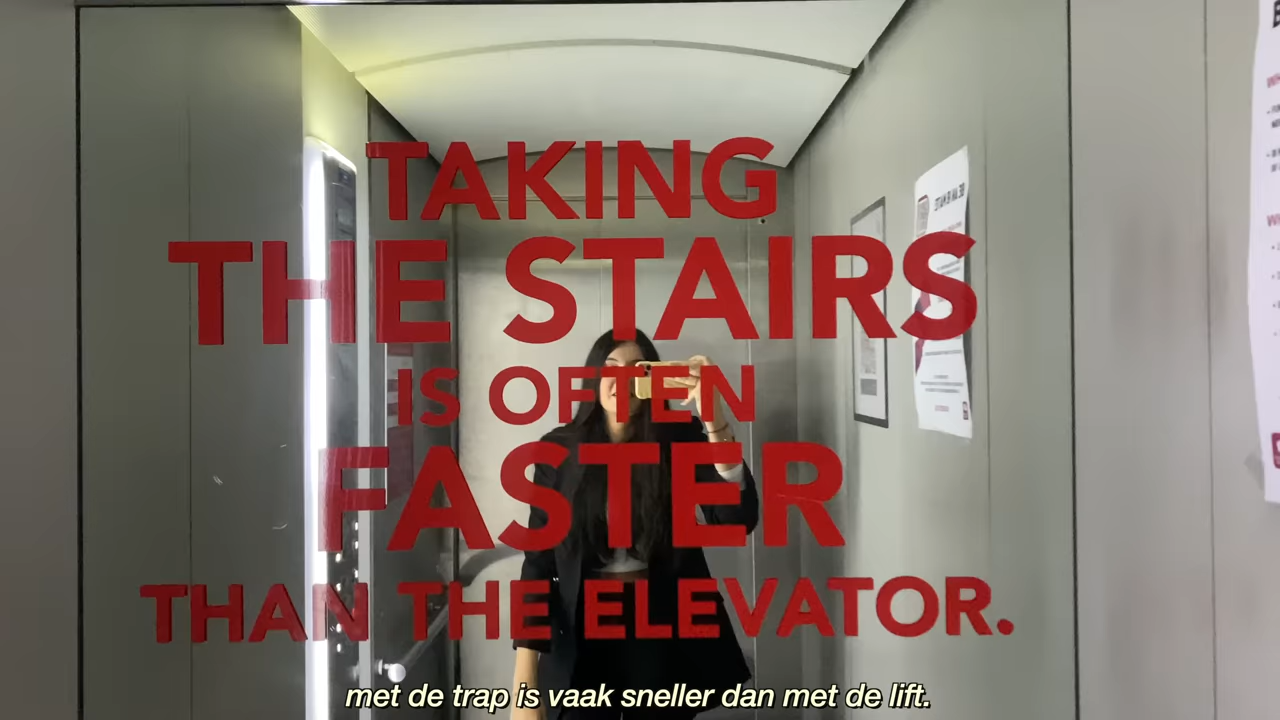 TAKING
THE STAIRS
IS OFTEN
FASTER
THAN THE ELEVATOR.
met de trap is vaak sneller dan met de lift.